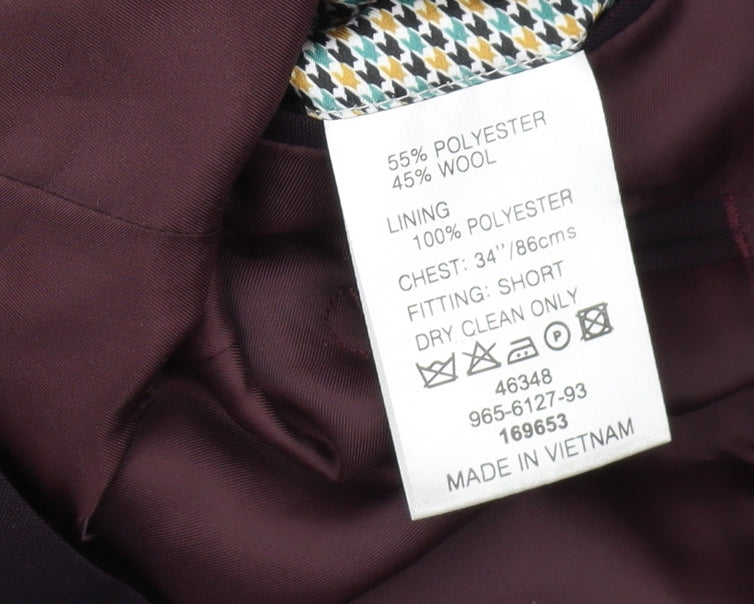 55% POLYESTER
45% WOOL
LINING
100% POLYESTER
CHEST: 34''/86cms
FITTING: SHORT
DRY CLEAN ONLY
P
46348
965-6127-93
169653
MADE IN VIETNAM